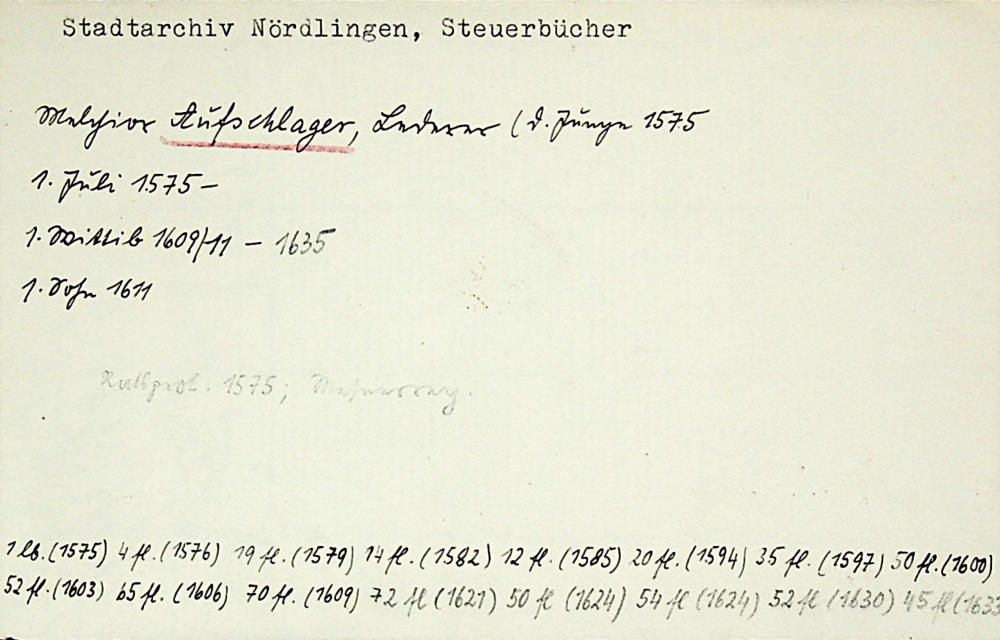 Stadtarchiv Nördlingen, Steuerbücher
Melchior Aufschlager, Lederer (d. Junge 1575
1. Juli 1575 –
1. Wittib 1609/11 – 1635
1. Sohn 1611
Ratsprot. 1575;
1 lb. (1575) 4 fl. (1576) 19 fl. (1579) 14 fl. (1582) 12 fl. (1585) 20 fl. (1594) 35 fl. (1597) 50 fl. (1600)
52 fl. (1603) 65 fl. (1606) 70 fl. (1609) 72 fl (1621) 50 fl (1624) 54 fl (1624) 52 fl (1630) 45 fl (1633